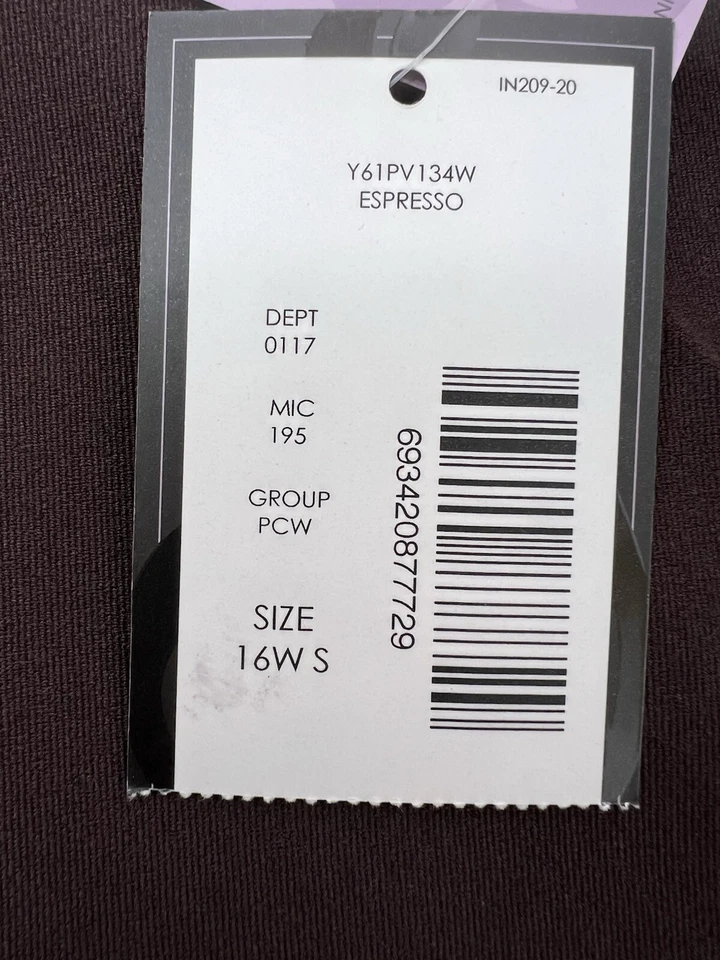 IN209-20
Y61PV134W
ESPRESSO
DEPT
0117
MIC
195
GROUP
PCW
SIZE
16W S
693420877729